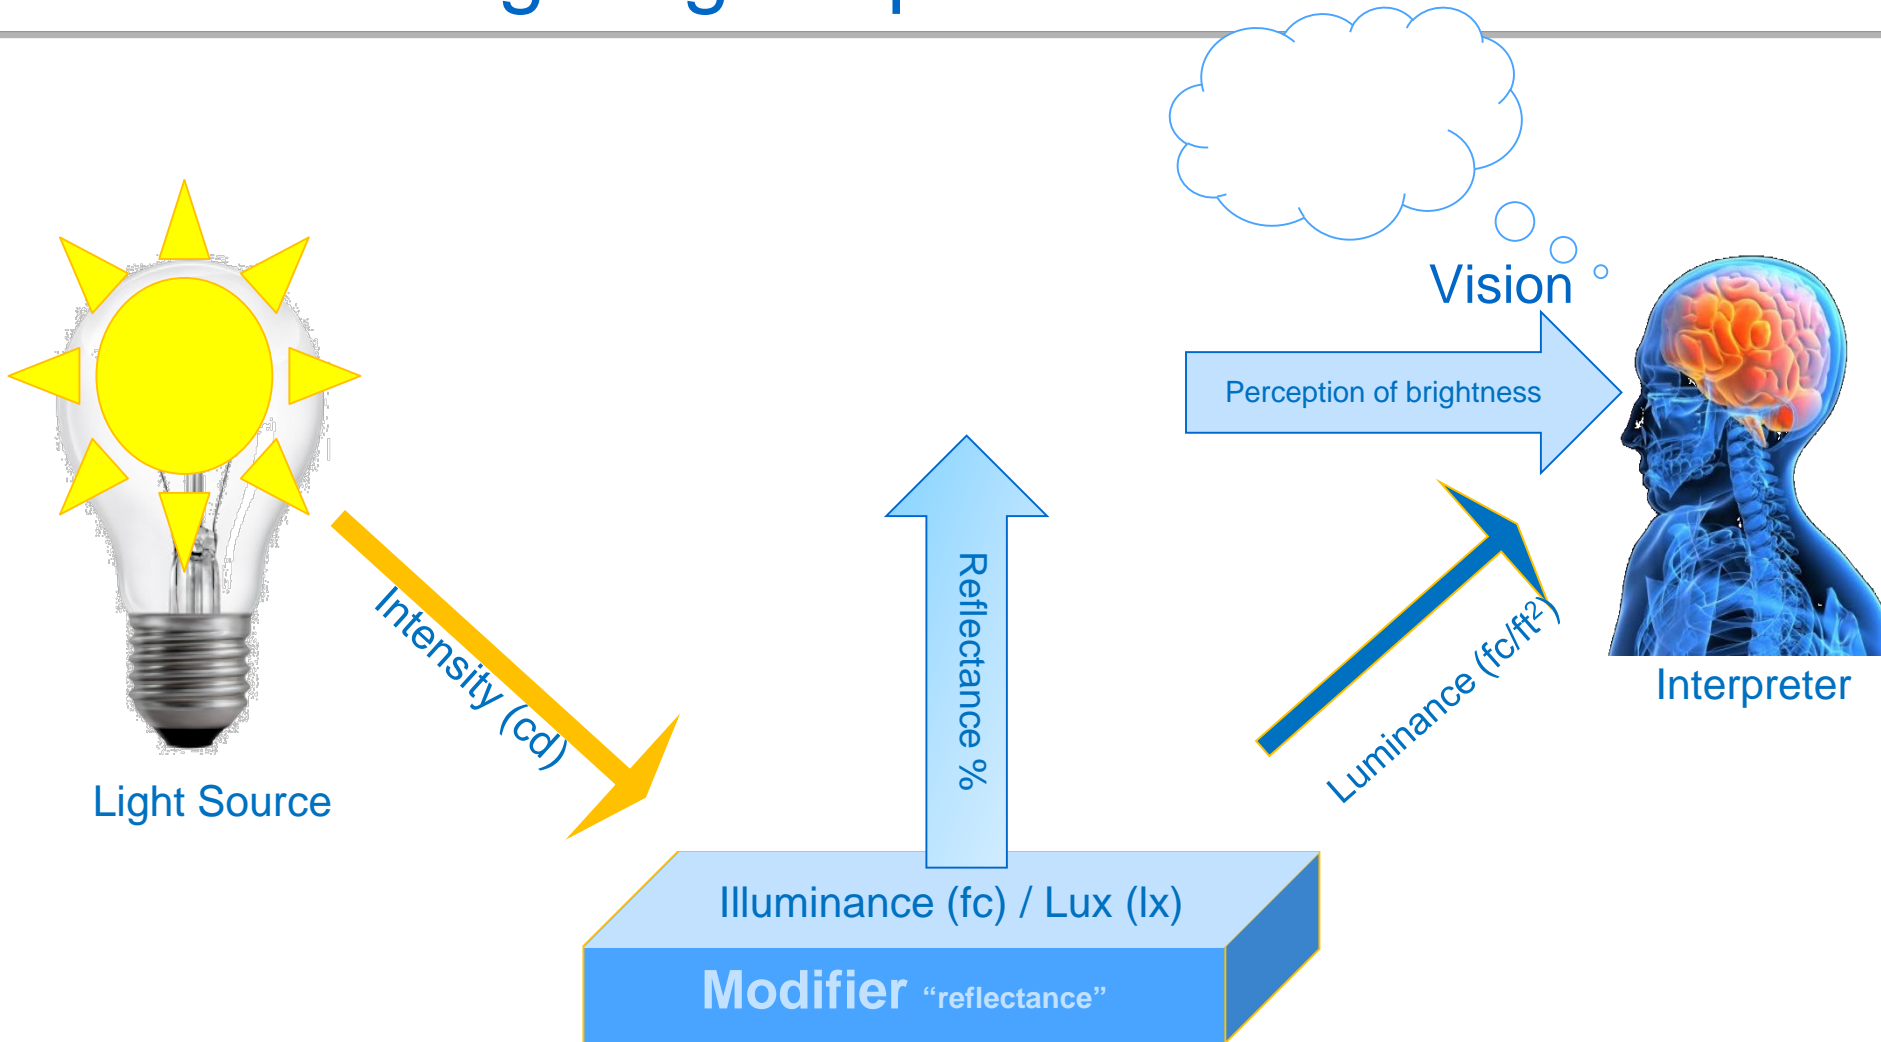 Vision
Perception of brightness
Intensity (cd)
Reflectance %
Luminance (fc/ft²)
Interpreter
Light Source
Illuminance (fc) / Lux (lx)
Modifier “reflectance”